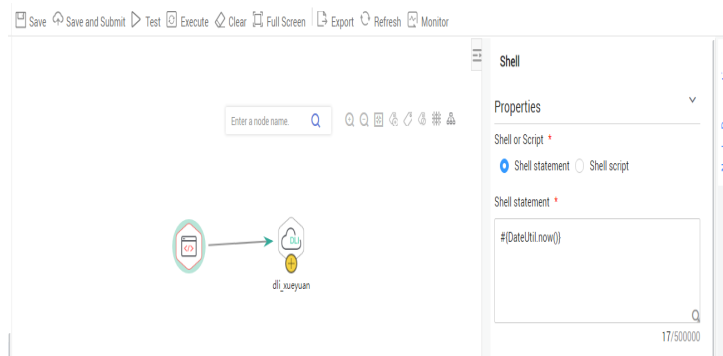 Save Save and Submit Test Execute Clear Full Screen Export Refresh Monitor
Shell
Properties
Enter a node name.
Shell or Script *
Shell statement Shell script
Shell statement *
#{DateUtil.now()}
DLI
dli_xueyuan
17/500000